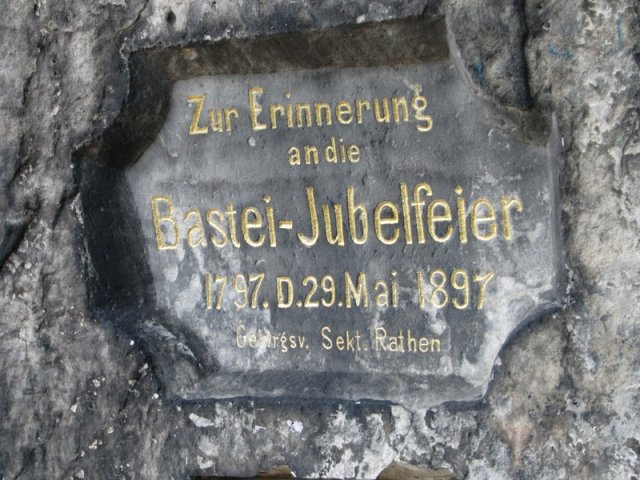 Zur Erinnerung
an die
Bastei-Jubelfeier
1797. D. 29. Mai 1897
Gebirgsv. Sekt. Rathen